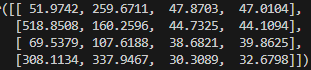 ([[ 51.9742, 259.6711,  47.8703,  47.0104],
[518.8508, 160.2596,  44.7325,  44.1094],
[ 69.5379, 107.6188,  38.6821,  39.8625],
[308.1134, 337.9467,  30.3089,  32.6798]])